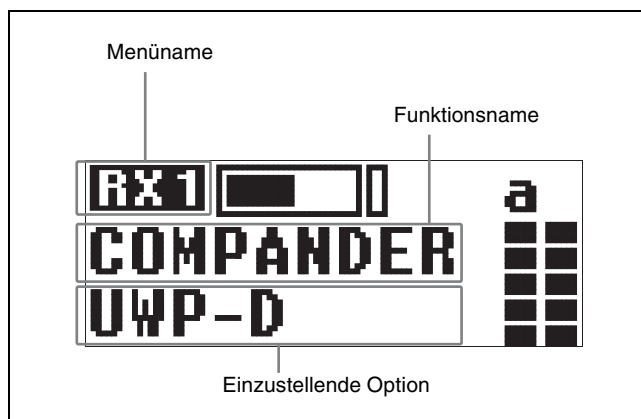 Menüname
Funktionsname
RX1
a
COMPANDER
UWP-D
Einzustellende Option